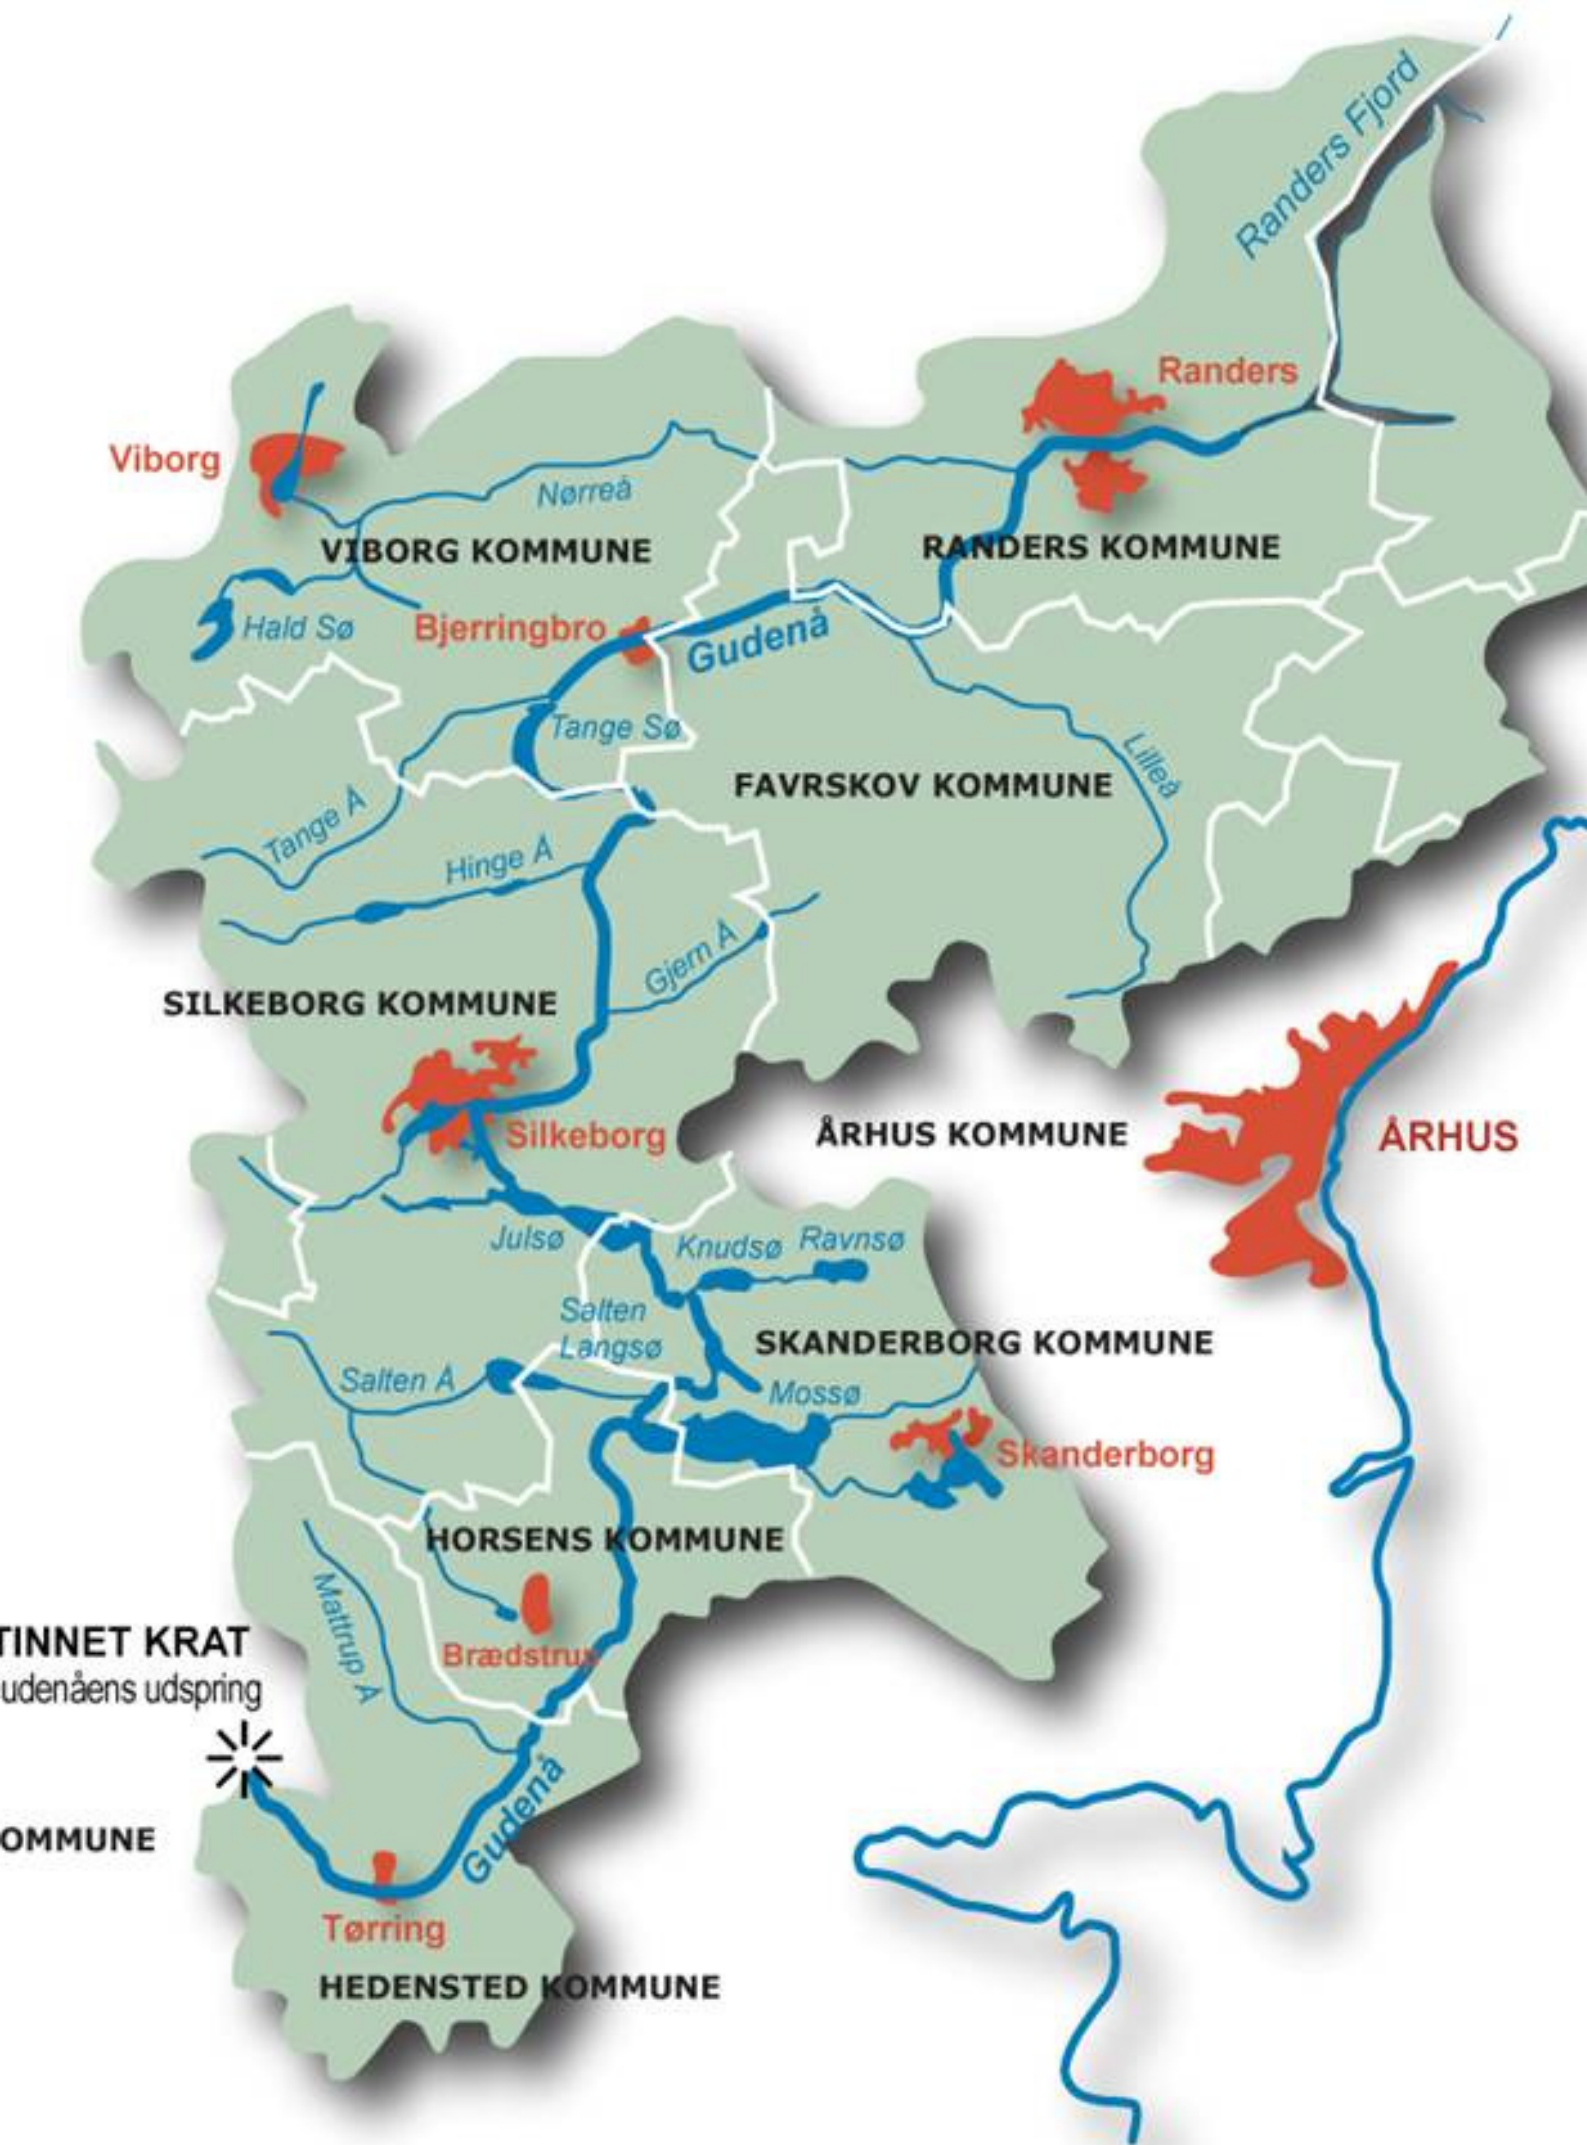 Randers Fjord
Randers
Viborg
Nørreå
VIBORG KOMMUNE
RANDERS KOMMUNE
Hald Sø
Bjerringbro
Gudenå
Tange Sø
Lilleå
FAVRSKOV KOMMUNE
Tange Å
Hinge Å
Gjern Å
SILKEBORG KOMMUNE
ÅRHUS KOMMUNE
ÅRHUS
Silkeborg
Julsø
Knudsø
Ravnsø
Salten
Langsø
SKANDERBORG KOMMUNE
Salten Å
Mossø
Skanderborg
HORSENS KOMMUNE
Mattrup Å
TINNET KRAT
udenåens udspring
Brædstrup
Gudenå
OMMUNE
Tørring
HEDENSTED KOMMUNE